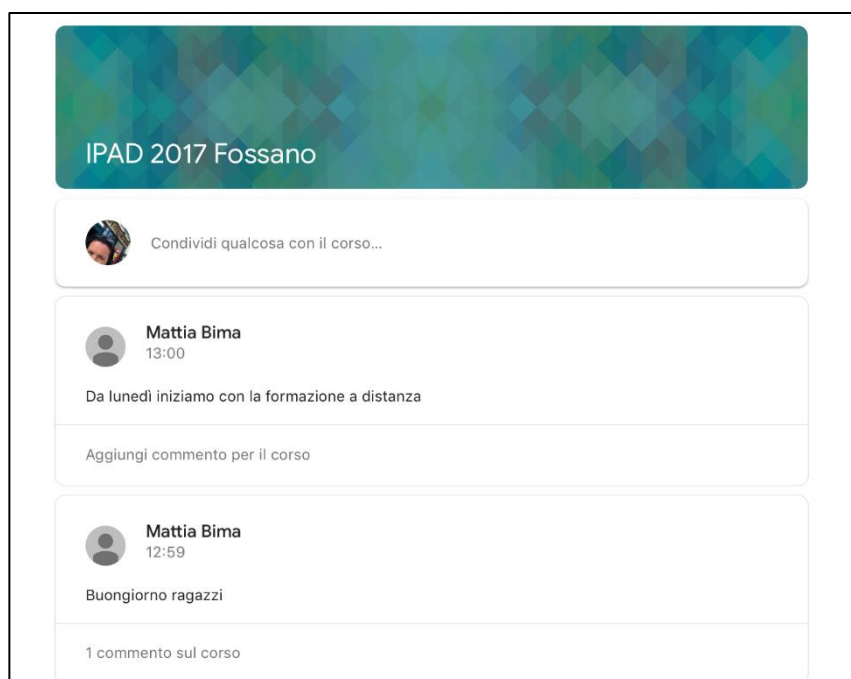 IPAD 2017 Fossano
Condividi qualcosa con il corso...
Mattia Bima
13:00
Da lunedì iniziamo con la formazione a distanza
Aggiungi commento per il corso
Mattia Bima
12:59
Buongiorno ragazzi
1 commento sul corso